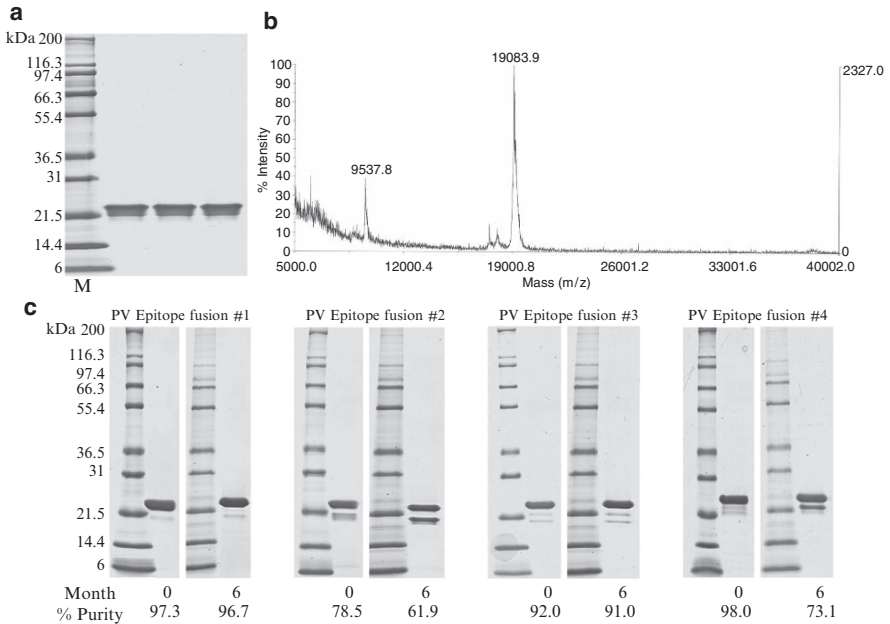 a
kDa 200
116.3
97.4
66.3
55.4
36.5
31
21.5
14.4
6
M
b
19083.9
9537.8
2327.0
100
90
80
70
60
50
40
30
20
10
0
0
% Intensity
5000.0 12000.4 19000.8 26001.2 33001.6 40002.0
Mass (m/z)
c
PV Epitope fusion #1 PV Epitope fusion #2 PV Epitope fusion #3 PV Epitope fusion #4
kDa 200
116.3
97.4
66.3
55.4
36.5
31
21.5
14.4
6
Month 0 6 0 6 0 6 0 6
% Purity 97.3 96.7 78.5 61.9 92.0 91.0 98.0 73.1